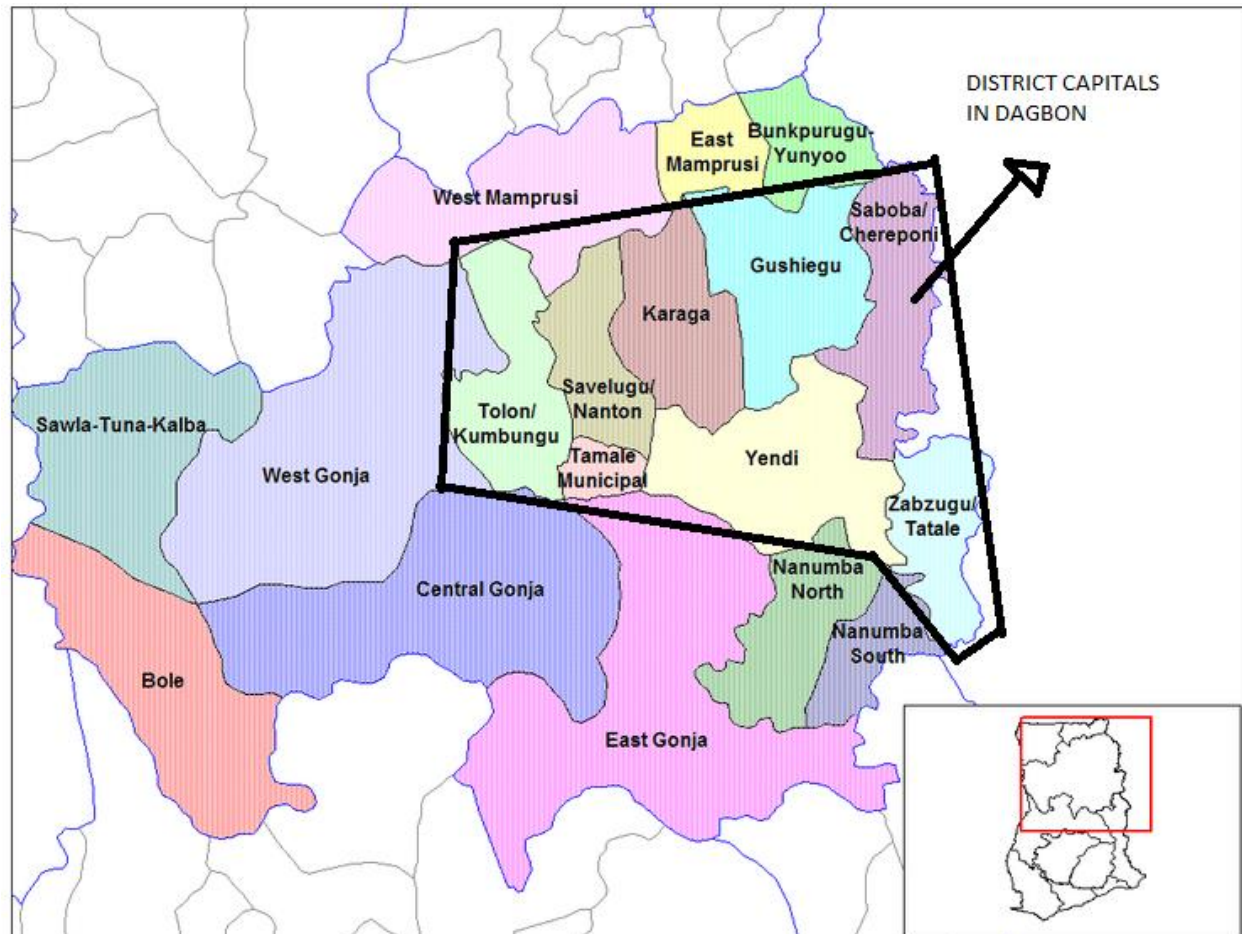 DISTRICT CAPITALS
IN DAGBON
East
Mamprusi
Bunkpurugu-
Yunyoo
West Mamprusi
Saboba/
Chereponi
Gushiegu
Karaga
Savelugu/
Nanton
Sawla-Tuna-Kalba
Tolon/
Kumbungu
Tamale
Municipal
Yendi
West Gonja
Zabzugu/
Tatale
Nanumba
North
Central Gonja
Nanumba
South
Bole
East Gonja